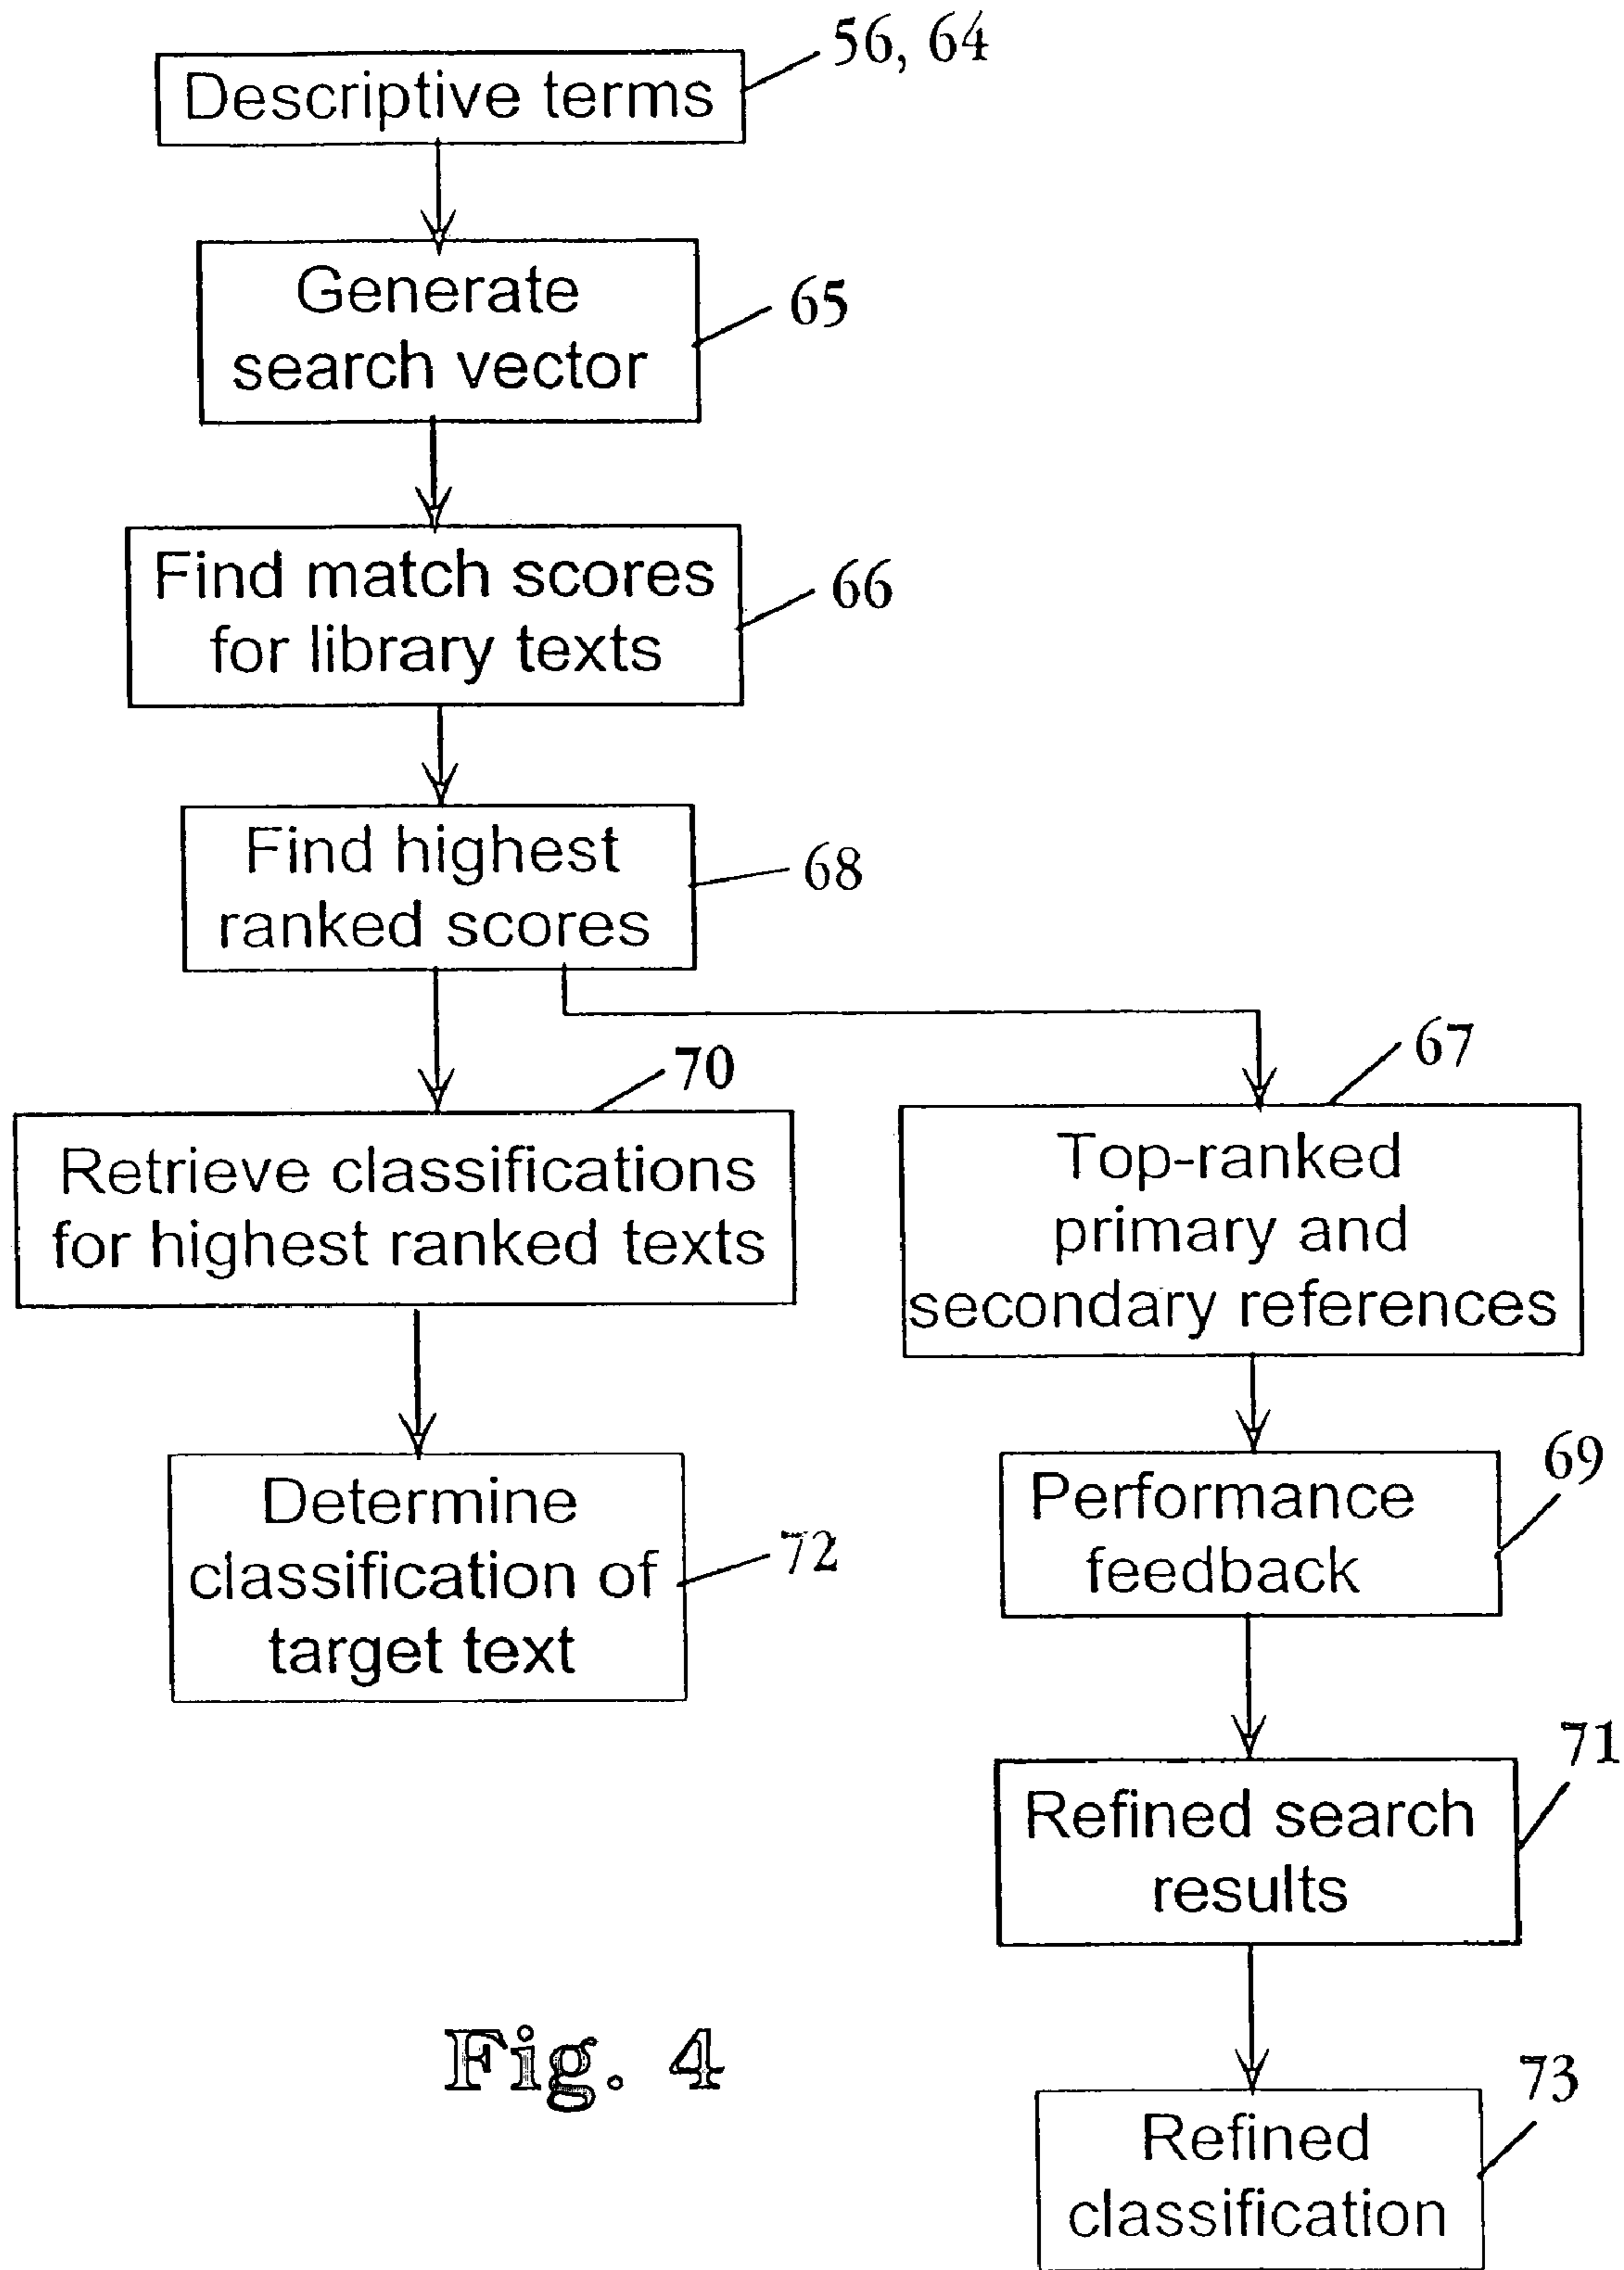 56, 64
Descriptive terms
Generate
search vector
65
Find match scores
for library texts
66
Find highest
ranked scores
68
70
Retrieve classifications
for highest ranked texts
Determine
classification of
target text
72
67
Top-ranked
primary and
secondary references
69
Performance
feedback
71
Refined search
results
73
Refined
classification
Fig. 4